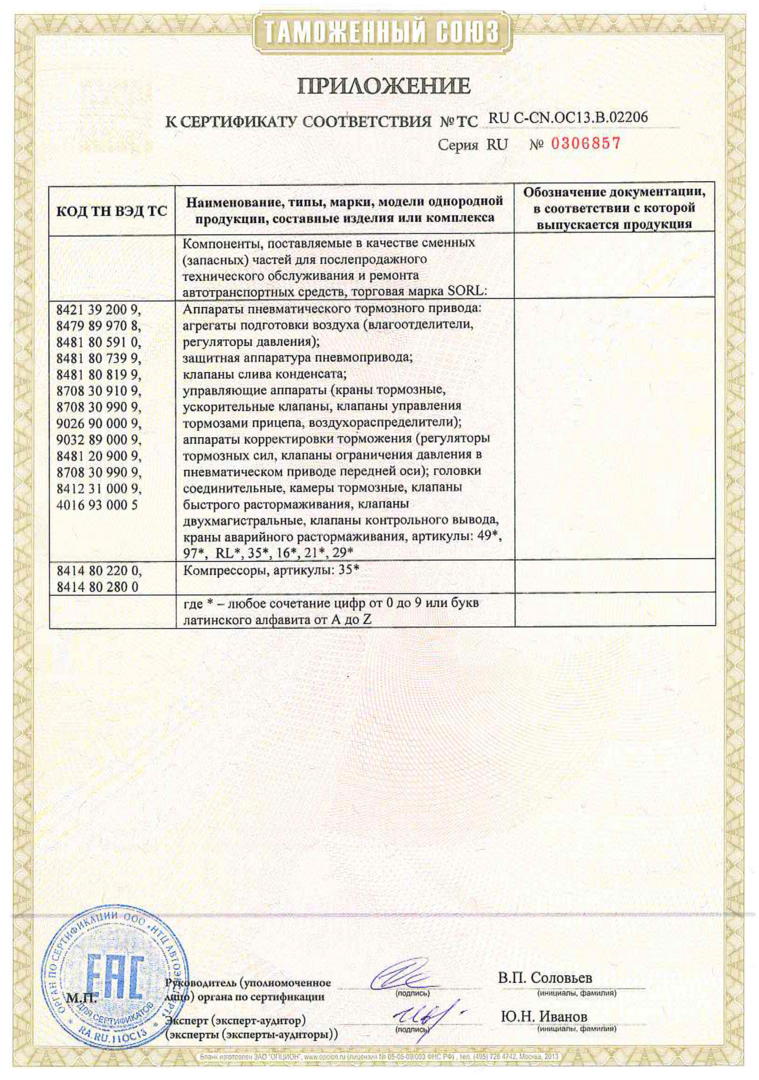 ТАМОЖЕННЫЙ СОЮЗ
ПРИЛОЖЕНИЕ
К СЕРТИФИКАТУ СООТВЕТСТВИЯ № ТС RU C-CN.OC13.B.02206
Серия RU № 0306857
КОД ТН ВЭД ТС
Наименование, типы, марки, модели однородной
продукции, составные изделия или комплекса
Обозначение документации,
в соответствии с которой
выпускается продукция
Компоненты, поставляемые в качестве сменных
(запасных) частей для послепродажного
технического обслуживания и ремонта
автотранспортных средств, торговая марка SORL:
8421 39 200 9,
8479 89 970 8,
8481 80 591 0,
8481 80 739 9,
8481 80 819 9,
8708 30 910 9,
8708 30 990 9,
9026 90 000 9,
9032 89 000 9,
8481 20 900 9,
8708 30 990 9,
8412 31 000 9,
4016 93 000 5
Аппараты пневматического тормозного привода:
агрегаты подготовки воздуха (влагоотделители,
регуляторы давления);
защитная аппаратура пневмопривода;
клапаны слива конденсата;
управляющие аппараты (краны тормозные,
ускорительные клапаны, клапаны управления
тормозами прицепа, воздухораспределители);
аппараты корректировки торможения (регуляторы
тормозных сил, клапаны ограничения давления в
пневматическом приводе передней оси); головки
соединительные, камеры тормозные, клапаны
быстрого растормаживания, клапаны
двухмагистральные, клапаны контрольного вывода,
краны аварийного растормаживания, артикулы: 49*,
97*, RL*, 35*, 16*, 21*, 29*
8414 80 220 0,
8414 80 280 0
Компрессоры, артикулы: 35*
где * – любое сочетание цифр от 0 до 9 или букв
латинского алфавита от A до Z
ОРГАН ПО СЕРТИФИКАЦИИ ООО
EAC
ДЛЯ СЕРТИФИКАТОВ
RA.RU.11ОС13
М.П.
Руководитель (уполномоченное
лицо) органа по сертификации
(подпись)
В.П. Соловьев
(инициалы, фамилия)
Эксперт (эксперт-аудитор)
(эксперты (эксперты-аудиторы))
(подпись)
Ю.Н. Иванов
(инициалы, фамилия)
Бланк изготовлен ЗАО "ОПЦИОН", www.opcion.ru (лицензия № 05-05-09/003 ФНС РФ), тел. (495) 726 4742, Москва, 2013